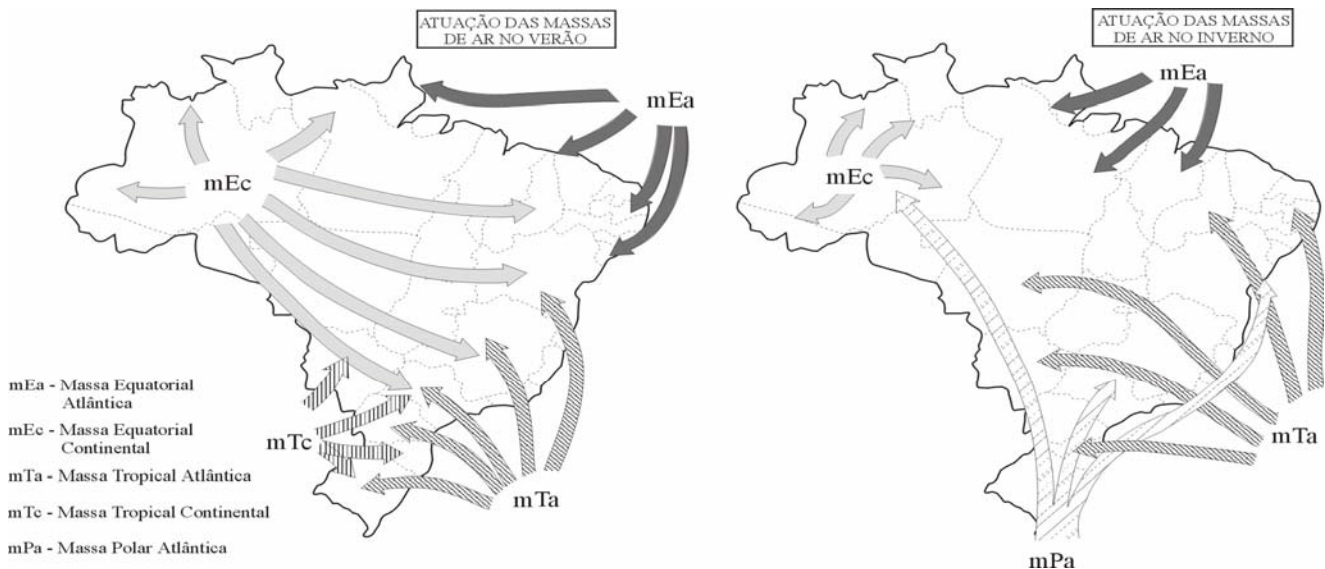 ATUAÇÃO DAS MASSAS
DE AR NO VERÃO
mEa
mEc
mTc
mTa
mEa - Massa Equatorial
Atlântica
mEc - Massa Equatorial
Continental
mTa - Massa Tropical Atlântica
mTc - Massa Tropical Continental
mPa - Massa Polar Atlântica
ATUAÇÃO DAS MASSAS
DE AR NO INVERNO
mEa
mEc
mTa
mPa